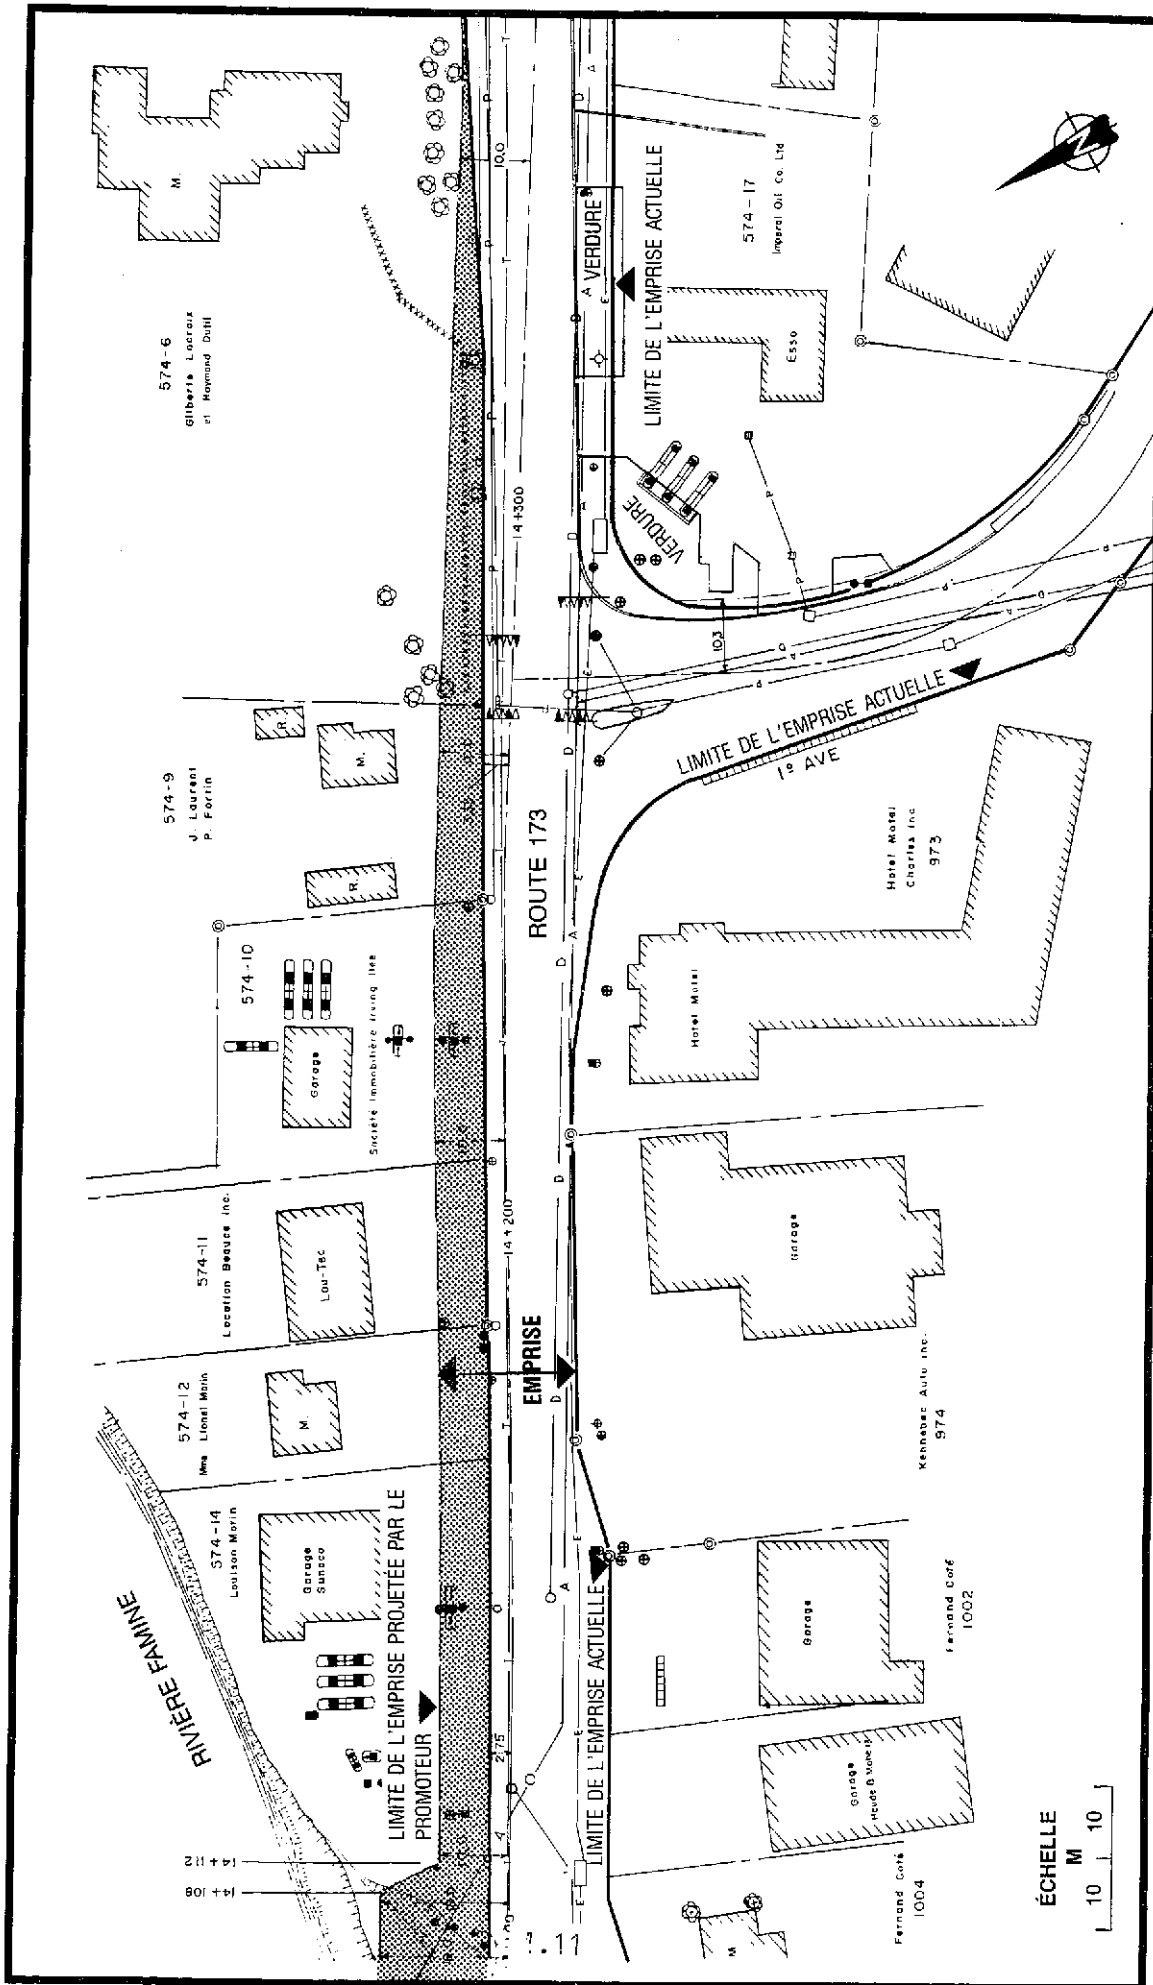 M.
574-6
Gilberte Lacroix
et Raymond Dutil
10.0
VERDURE
LIMITE DE L'EMPRISE ACTUELLE
574-17
Imperial Oil Co. Ltd
N
Esso
14+300
VERDURE
103
574-9
J. Laurent
P. Fortin
R.
M.
R.
ROUTE 173
LIMITE DE L'EMPRISE ACTUELLE
1e AVE
Hotel Motel
Charles Inc
973
Hotel Motel
574-10
Garage
Société Immobilière Irving ltée
574-11
Location Beauce Inc.
Lou-Tec
14+200
Garage
Kennebec Auto Inc.
974
EMPRISE
574-12
Mme Lionel Morin
M.
574-14
Louison Morin
Garage
Sunoco
RIVIÈRE FAMINE
LIMITE DE L'EMPRISE PROJETÉE PAR LE
PROMOTEUR
LIMITE DE L'EMPRISE ACTUELLE
Garage
Fernand Coté
1002
2.75
14+112
14+108
Garage
Fernand Coté
1004
M
ÉCHELLE
M
10 10